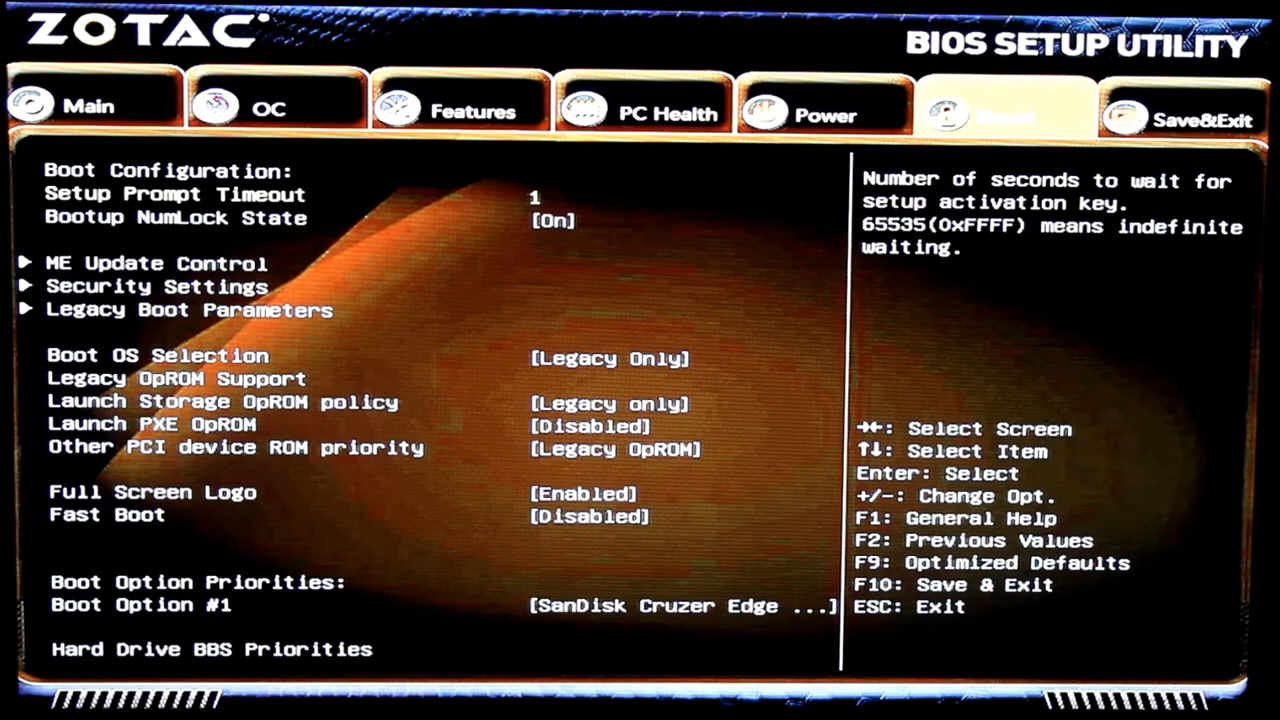 ZOTAC
BIOS SETUP UTILITY
Main
OC
Features
PC Health
Power
Boot
Save&Exit
Boot Configuration:
Setup Prompt Timeout 1
Bootup NumLock State [On]
ME Update Control
Security Settings
Legacy Boot Parameters
Boot OS Selection [Legacy Only]
Legacy OpROM Support
Launch Storage OpROM policy [Legacy only]
Launch PXE OpROM [Disabled]
Other PCI device ROM priority [Legacy OpROM]
Full Screen Logo [Enabled]
Fast Boot [Disabled]
Boot Option Priorities:
Boot Option #1 [SanDisk Cruzer Edge ...]
Hard Drive BBS Priorities
Number of seconds to wait for
setup activation key.
65535(0xFFFF) means indefinite
waiting.
→←: Select Screen
↑↓: Select Item
Enter: Select
+/-: Change Opt.
F1: General Help
F2: Previous Values
F9: Optimized Defaults
F10: Save & Exit
ESC: Exit